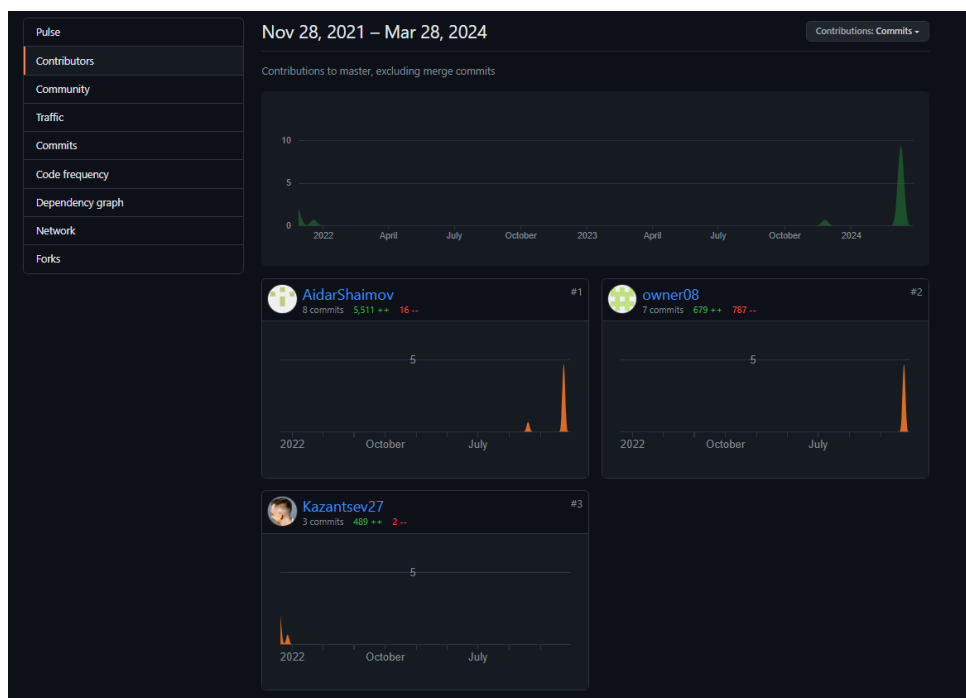 Pulse
Contributors
Community
Traffic
Commits
Code frequency
Dependency graph
Network
Forks
Nov 28, 2021 – Mar 28, 2024
Contributions: Commits
Contributions to master, excluding merge commits
10
5
0
2022 April July October 2023 April July October 2024
AidarShaimov #1
8 commits 5,511 ++ 16 --
5
2022 October July
owner08 #2
7 commits 679 ++ 787 --
5
2022 October July
Kazantsev27 #3
3 commits 489 ++ 2 --
5
2022 October July